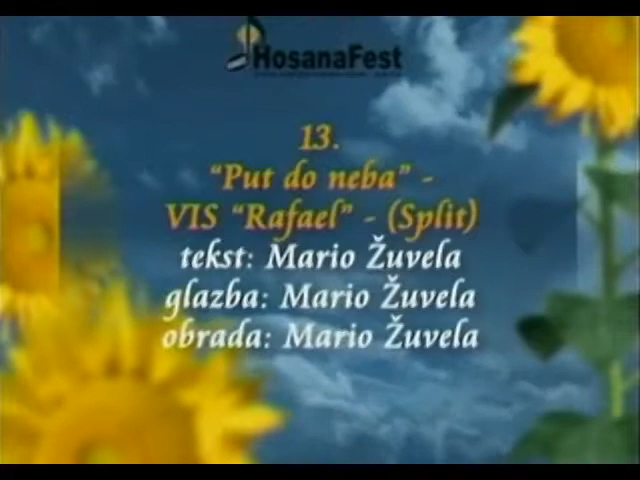 HosanaFest
13.
"Put do neba" -
VIS "Rafael" - (Split)
tekst: Mario Žuvela
glazba: Mario Žuvela
obrada: Mario Žuvela